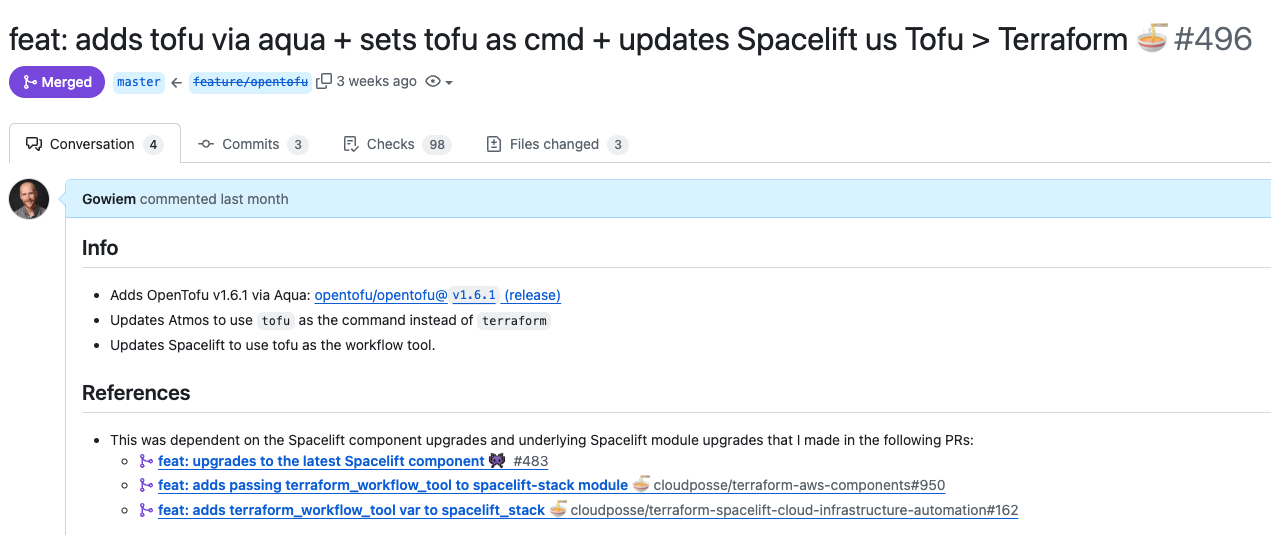 feat: adds tofu via aqua + sets tofu as cmd + updates Spacelift us Tofu > Terraform 🍜 #496
Merged master ← feature/opentofu 3 weeks ago
Conversation 4 Commits 3 Checks 98 Files changed 3
Gowiem commented last month
Info
• Adds OpenTofu v1.6.1 via Aqua: opentofu/opentofu@ v1.6.1 (release)
• Updates Atmos to use tofu as the command instead of terraform
• Updates Spacelift to use tofu as the workflow tool.
References
• This was dependent on the Spacelift component upgrades and underlying Spacelift module upgrades that I made in the following PRs:
◦ feat: upgrades to the latest Spacelift component 👾 #483
◦ feat: adds passing terraform_workflow_tool to spacelift-stack module 🍜 cloudposse/terraform-aws-components#950
◦ feat: adds terraform_workflow_tool var to spacelift_stack 🍜 cloudposse/terraform-spacelift-cloud-infrastructure-automation#162